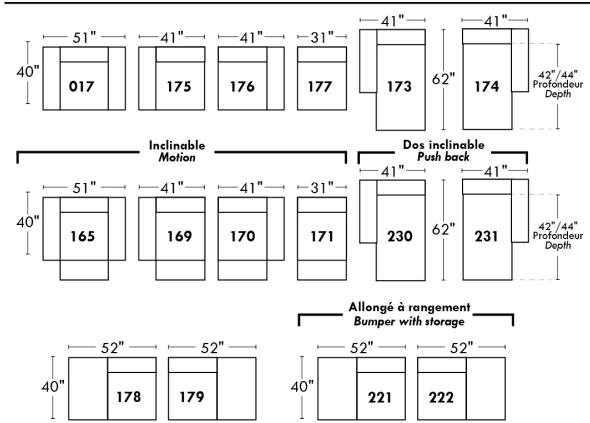 51" 41" 41" 31" 41" 41"
40" 017 175 176 177 173 62" 174 42"/44"
Profondeur
Depth
Inclinable
Motion
Dos inclinable
Push back
51" 41" 41" 31" 41" 41"
40" 165 169 170 171 230 62" 231 42"/44"
Profondeur
Depth
Allongé à rangement
Bumper with storage
52" 52" 52" 52"
40" 178 179 40" 221 222